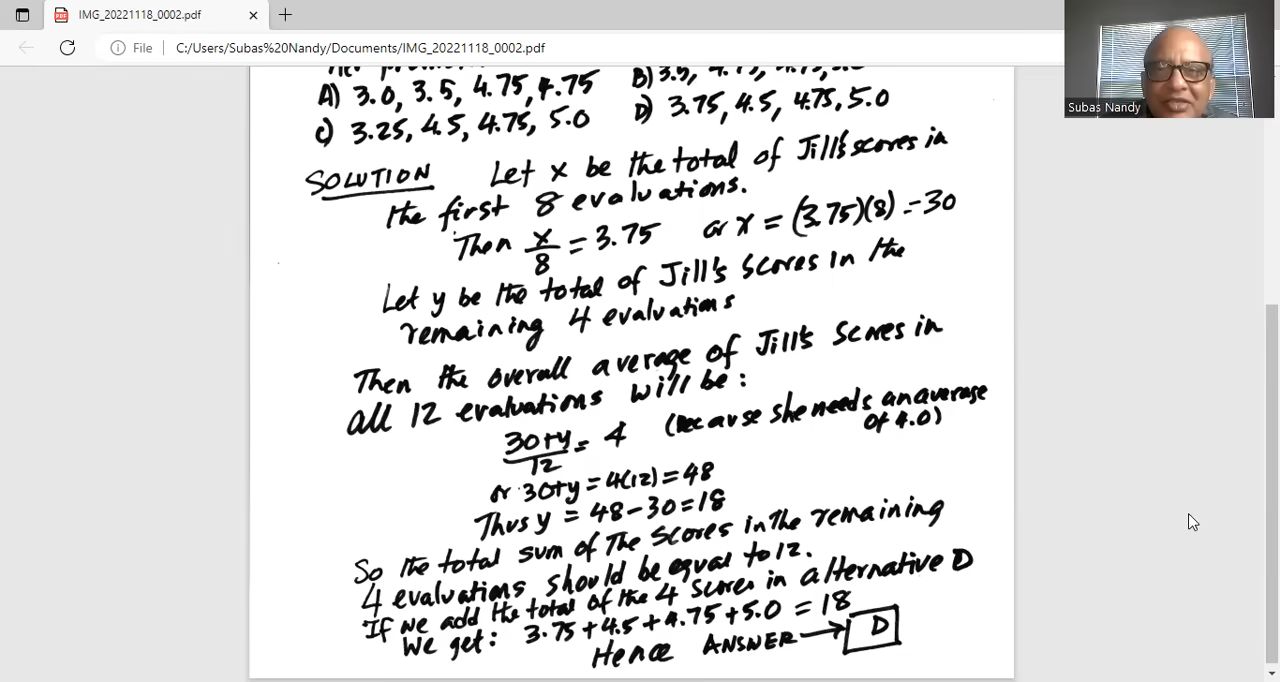 IMG_20221118_0002.pdf
File C:/Users/Subas%20Nandy/Documents/IMG_20221118_0002.pdf
Subas Nandy
A) 3.0, 3.5, 4.75, 4.75 B) 3.5,
C) 3.25, 4.5, 4.75, 5.0 D) 3.75, 4.5, 4.75, 5.0
SOLUTION Let x be the total of Jill's scores in
the first 8 evaluations.
Then x/8 = 3.75 or x = (3.75)(8) = 30
Let y be the total of Jill's scores in the
remaining 4 evaluations
Then the overall average of Jill's scores in
all 12 evaluations will be:
30+y/12 = 4 (because she needs an average
of 4.0)
or 30+y = 4(12) = 48
Thus y = 48-30 = 18
So the total sum of the scores in the remaining
4 evaluations should be equal to 12.
If we add the total of the 4 scores in alternative D
We get: 3.75 + 4.5 + 4.75 + 5.0 = 18
Hence ANSWER → D